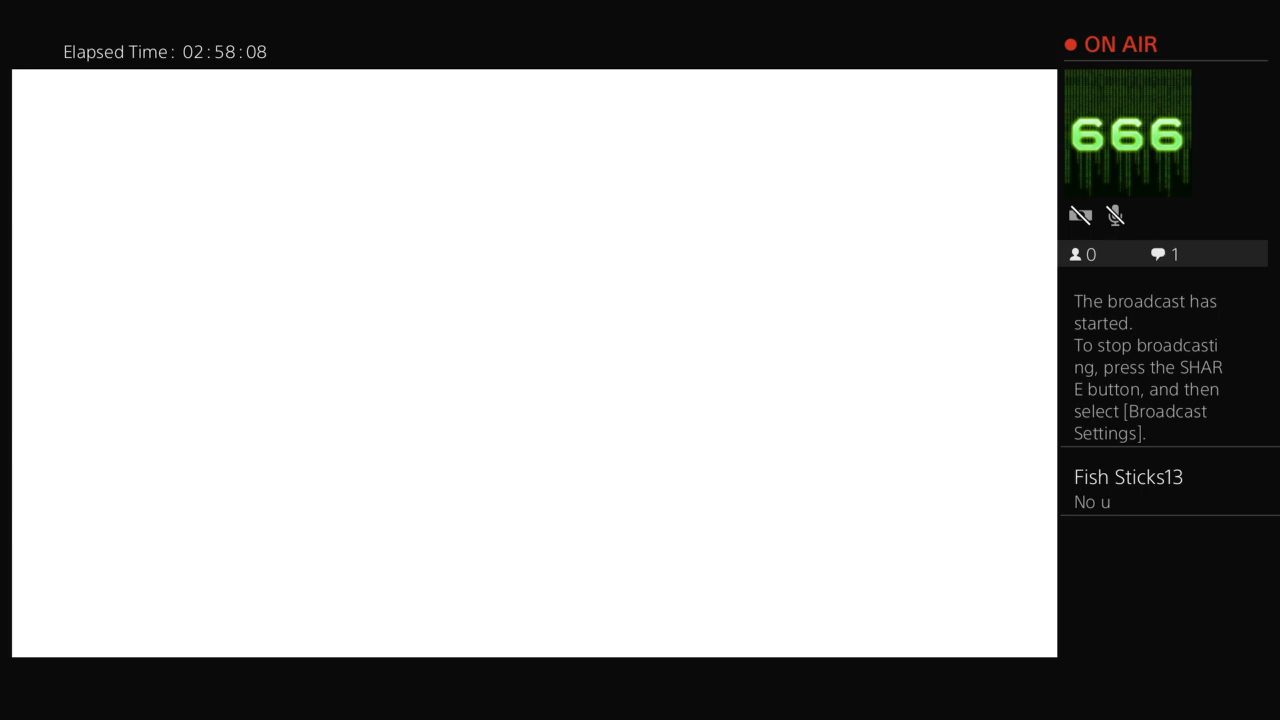 Elapsed Time: 02:58:08
ON AIR
666
0 1
The broadcast has
started.
To stop broadcasti
ng, press the SHAR
E button, and then
select [Broadcast
Settings].
Fish Sticks13
No u